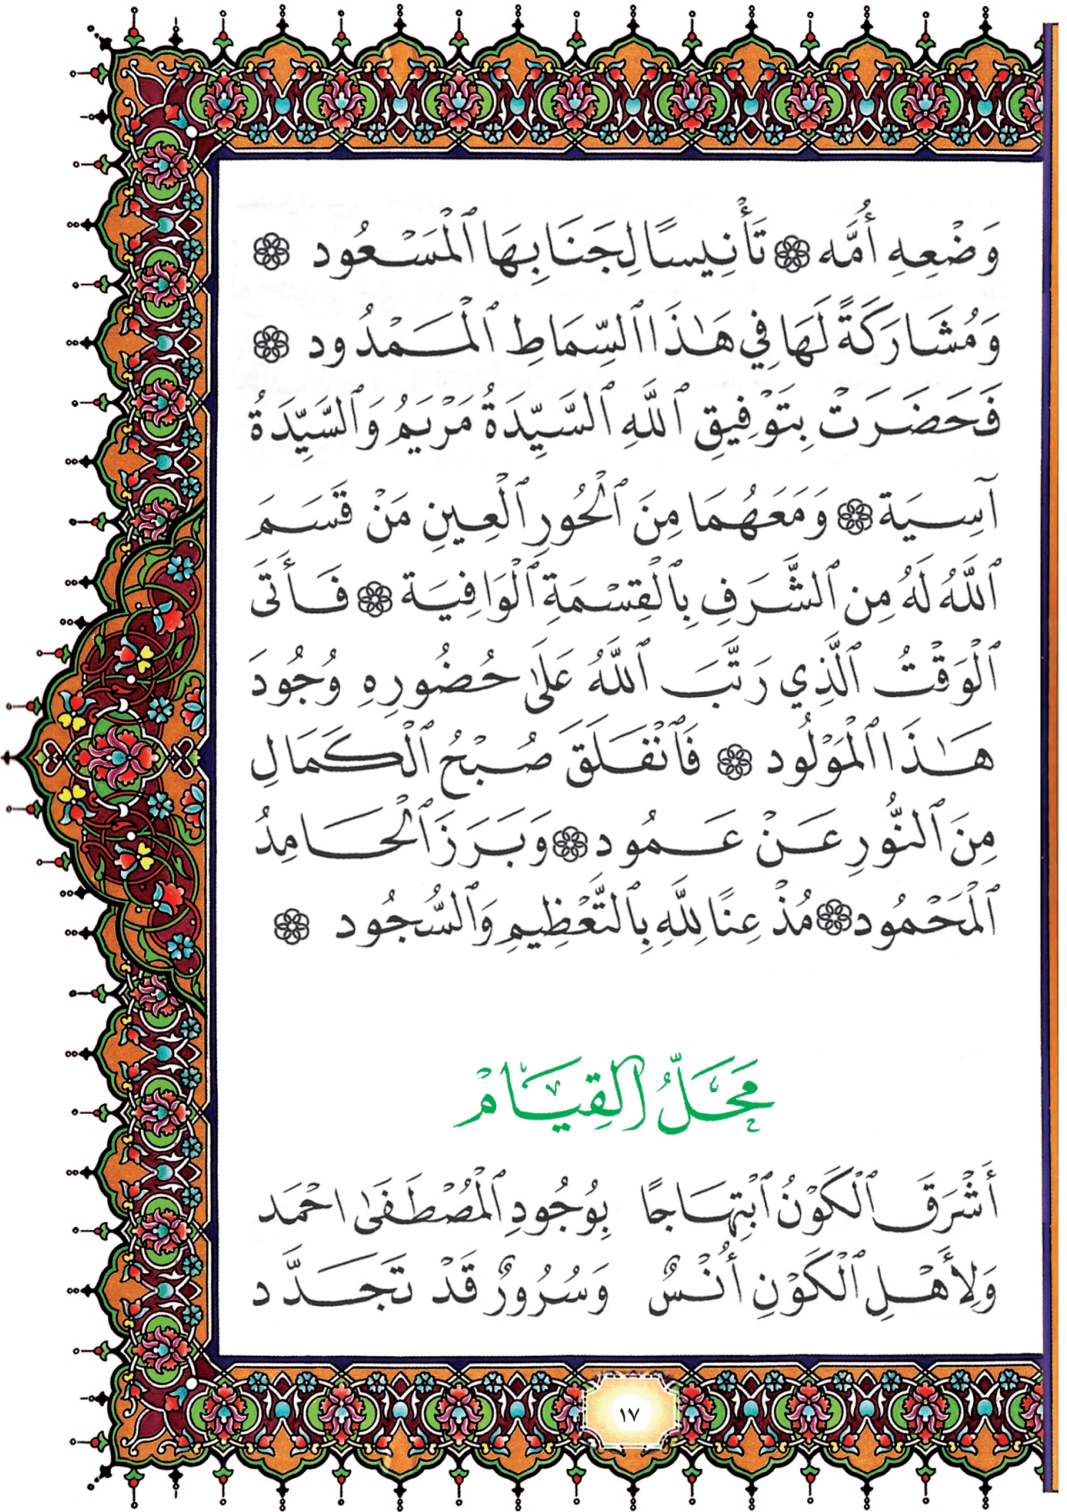 وَضْعِهِ أُمَّه ۞ تَأْنِيسًا لِجَنَابِهَا ٱلْمَسْعُود ۞
وَمُشَارَكَةً لَهَا فِي هَـٰذَا ٱلسِّمَاطِ ٱلْمَمْدُود ۞
فَحَضَرَتْ بِتَوْفِيقِ ٱللَّهِ ٱلسَّيِّدَةُ مَرْيَمُ وَٱلسَّيِّدَةُ
آسِيَة ۞ وَمَعَهُمَا مِنَ ٱلْحُورِ ٱلْعِينِ مَنْ قَسَمَ
ٱللَّهُ لَهُ مِن ٱلشَّرَفِ بِٱلْقِسْمَةِ ٱلْوَافِيَة ۞ فَأَتَى
ٱلْوَقْتُ ٱلَّذِي رَتَّبَ ٱللَّهُ عَلَى حُضُورِهِ وُجُودَ
هَـٰذَا ٱلْمَوْلُود ۞ فَٱنْفَلَقَ صُبْحُ ٱلْكَمَالِ
مِنَ ٱلنُّورِ عَنْ عَمُود ۞ وَبَرَزَ ٱلْحَامِدُ
ٱلْمَحْمُود ۞ مُذْعِنًا لِلَّهِ بِٱلتَّعْظِيمِ وَٱلسُّجُود ۞
مَحَلُّ ٱلْقِيَامْ
أَشْرَقَ ٱلْكَوْنُ ٱبْتِهَاجًا بِوُجُودِ ٱلْمُصْطَفَىٰ احْمَد
وَلِأَهْلِ ٱلْكَوْنِ أُنْسٌ وَسُرُورٌ قَدْ تَجَدَّد
١٧